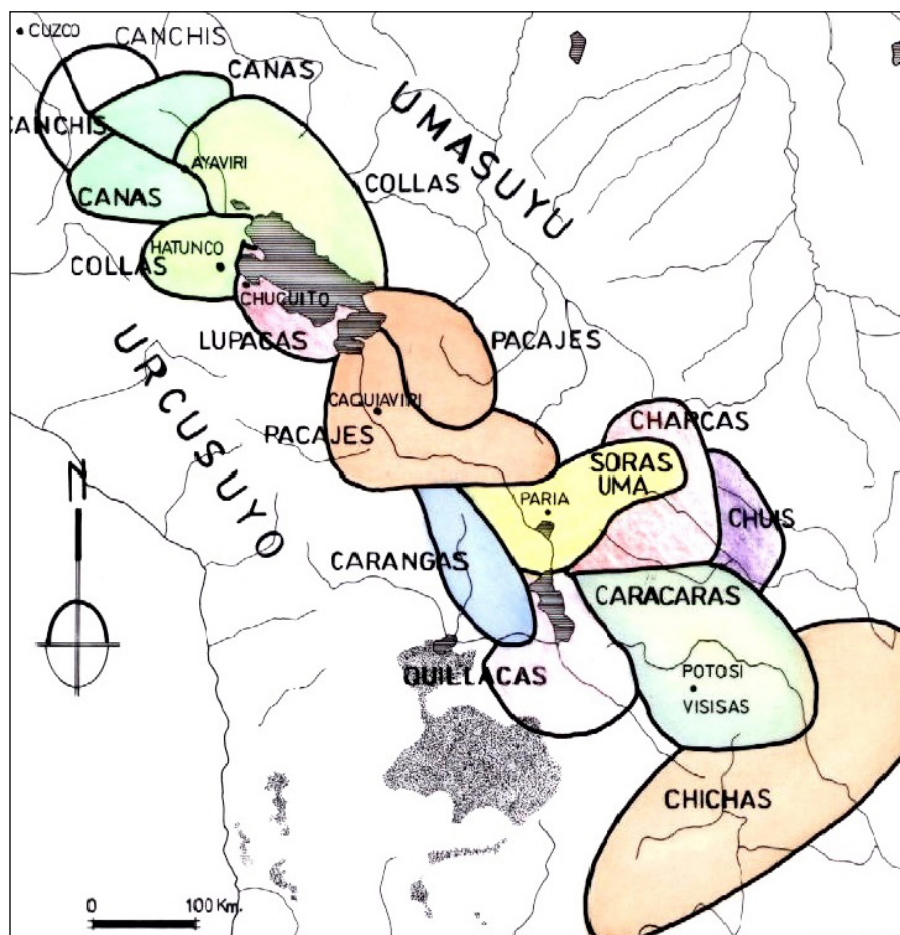 CUZCO
CANCHIS
CANAS
UMASUYU
CANCHIS
AYAVIRI
COLLAS
CANAS
HATUNCO
COLLAS
CHUCUITO
LUPACAS
PACAJES
URCUSUYO
CAQUIAVIRI
PACAJES
CHARCAS
SORAS
UMA
PARIA
CHUIS
N
CARANGAS
CARACARAS
QUILLACAS
POTOSI
VISISAS
CHICHAS
0 100 Km.